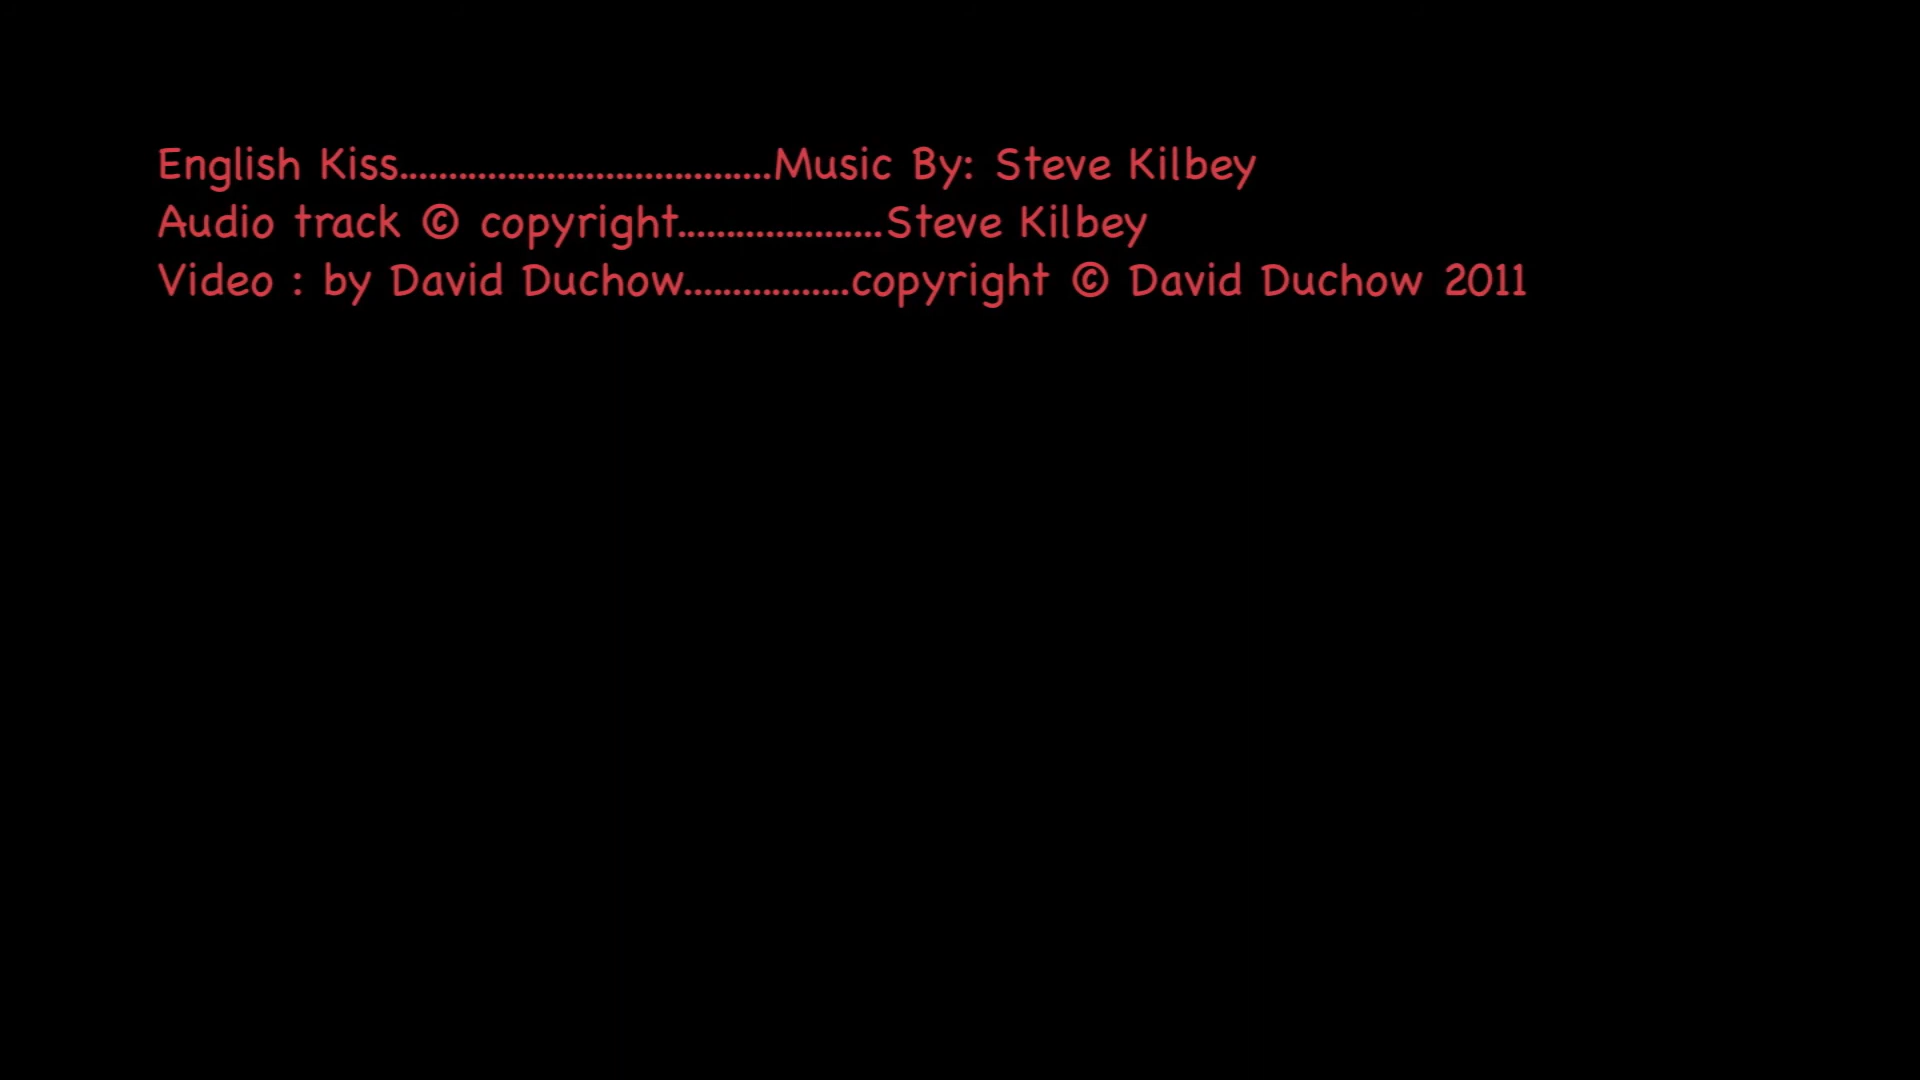 English Kiss......................................Music By: Steve Kilbey
Audio track © copyright.....................Steve Kilbey
Video : by David Duchow.................copyright © David Duchow 2011